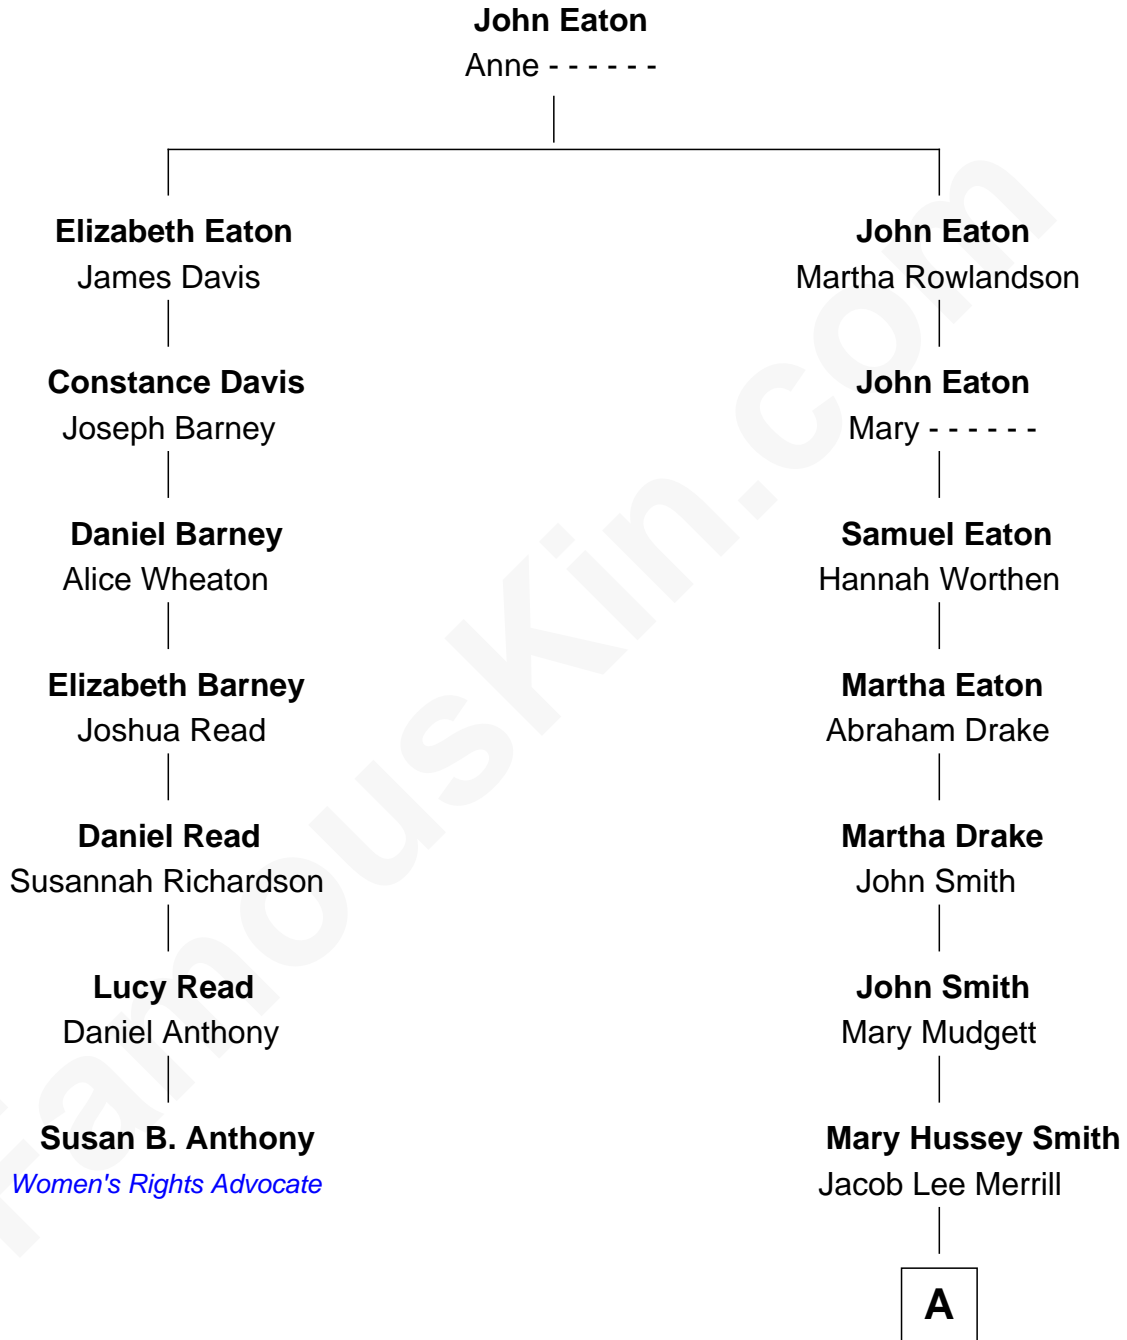 John Eaton
Anne - - - - - -
Elizabeth Eaton
James Davis
John Eaton
Martha Rowlandson
Constance Davis
Joseph Barney
John Eaton
Mary - - - - - -
Daniel Barney
Alice Wheaton
Samuel Eaton
Hannah Worthen
Elizabeth Barney
Joshua Read
Martha Eaton
Abraham Drake
Daniel Read
Susannah Richardson
Martha Drake
John Smith
Lucy Read
Daniel Anthony
John Smith
Mary Mudgett
Susan B. Anthony
Women's Rights Advocate
Mary Hussey Smith
Jacob Lee Merrill
A
FamousKin.com